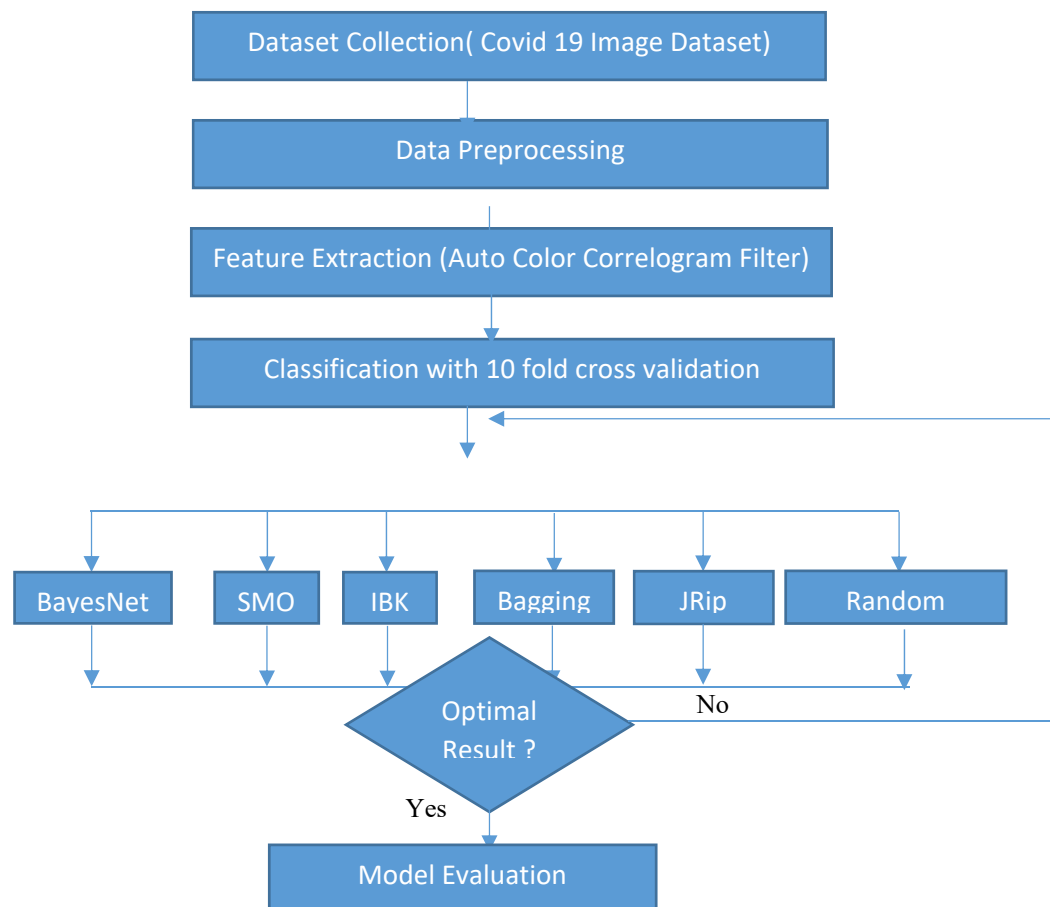 Dataset Collection( Covid 19 Image Dataset)
Data Preprocessing
Feature Extraction (Auto Color Correlogram Filter)
Classification with 10 fold cross validation
BayesNet
SMO
IBK
Bagging
JRip
Random
Optimal
Result ?
No
Yes
Model Evaluation